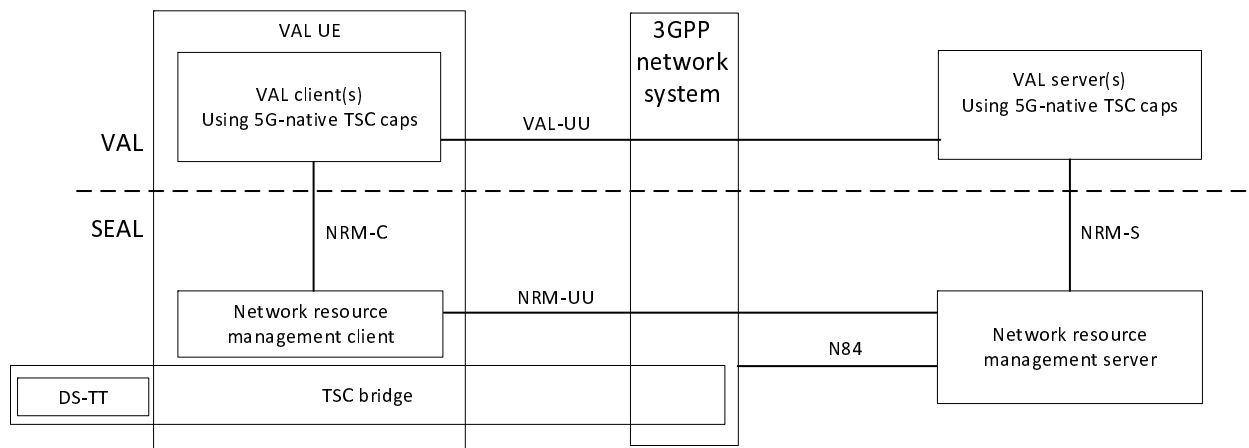 VAL UE
3GPP
network
system
VAL client(s)
Using 5G-native TSC caps
VAL server(s)
Using 5G-native TSC caps
VAL-UU
VAL
SEAL
NRM-C
NRM-S
NRM-UU
Network resource
management client
Network resource
management server
N84
DS-TT
TSC bridge